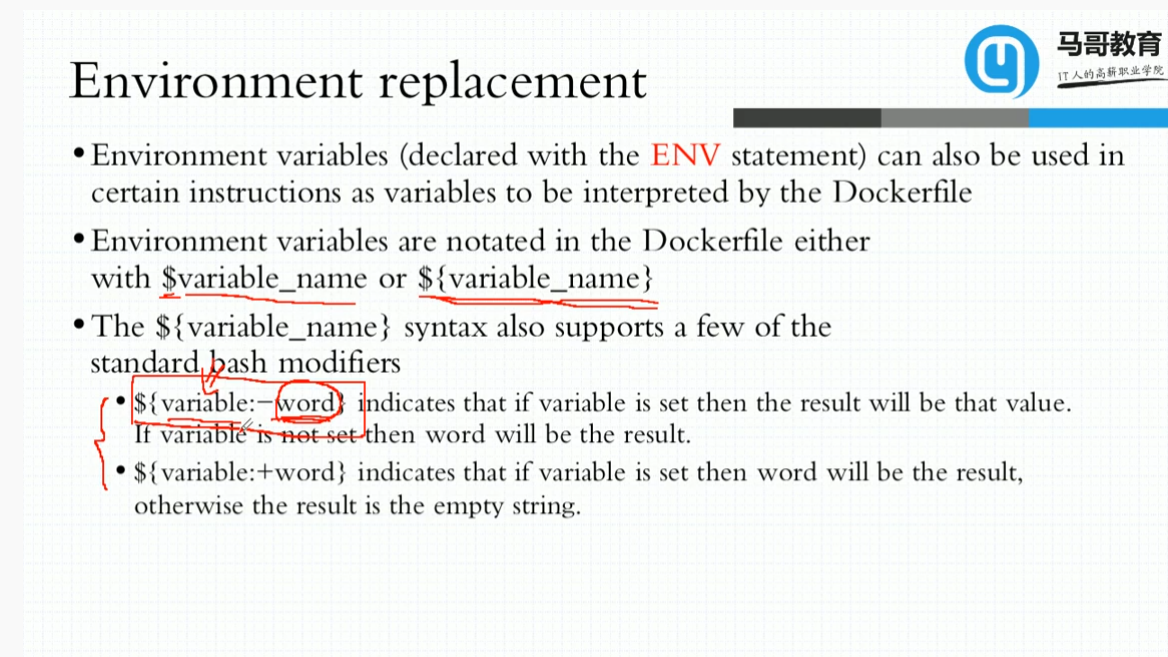 马哥教育
IT人的高薪职业学院
Environment replacement
•Environment variables (declared with the ENV statement) can also be used in
certain instructions as variables to be interpreted by the Dockerfile
•Environment variables are notated in the Dockerfile either
with $variable_name or ${variable_name}
•The ${variable_name} syntax also supports a few of the
standard bash modifiers
•${variable:-word} indicates that if variable is set then the result will be that value.
If variable is not set then word will be the result.
•${variable:+word} indicates that if variable is set then word will be the result,
otherwise the result is the empty string.